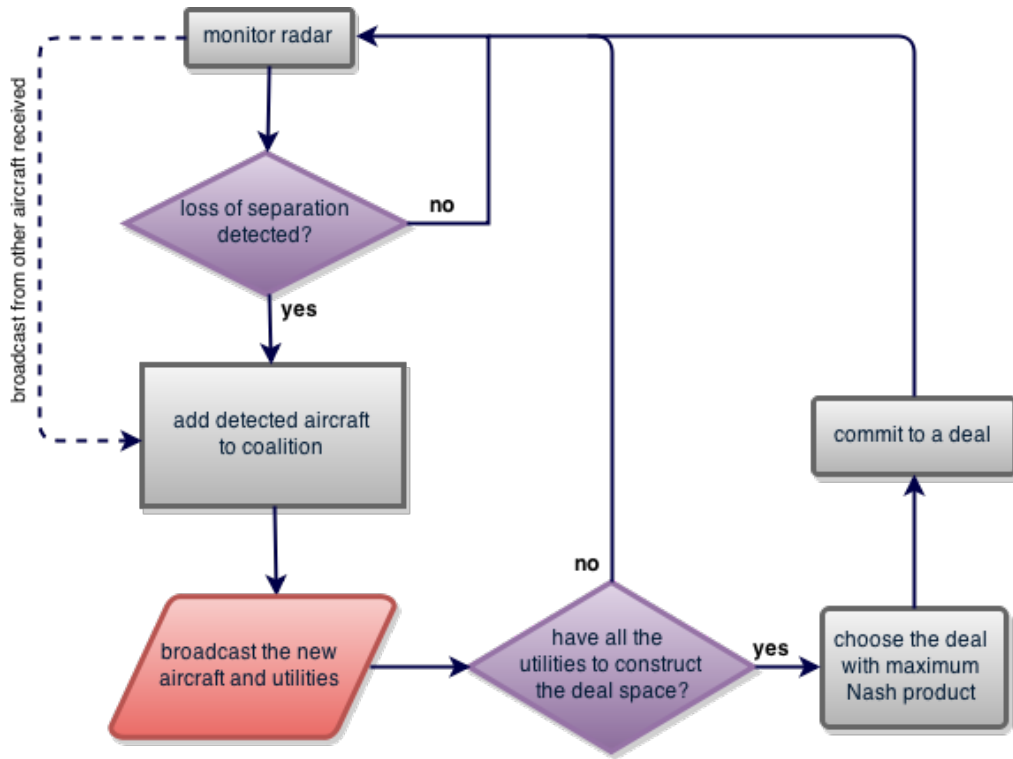 monitor radar
broadcast from other aircraft received
loss of separation
detected?
no
yes
add detected aircraft
to coalition
commit to a deal
no
broadcast the new
aircraft and utilities
have all the
utilities to construct
the deal space?
yes
choose the deal
with maximum
Nash product